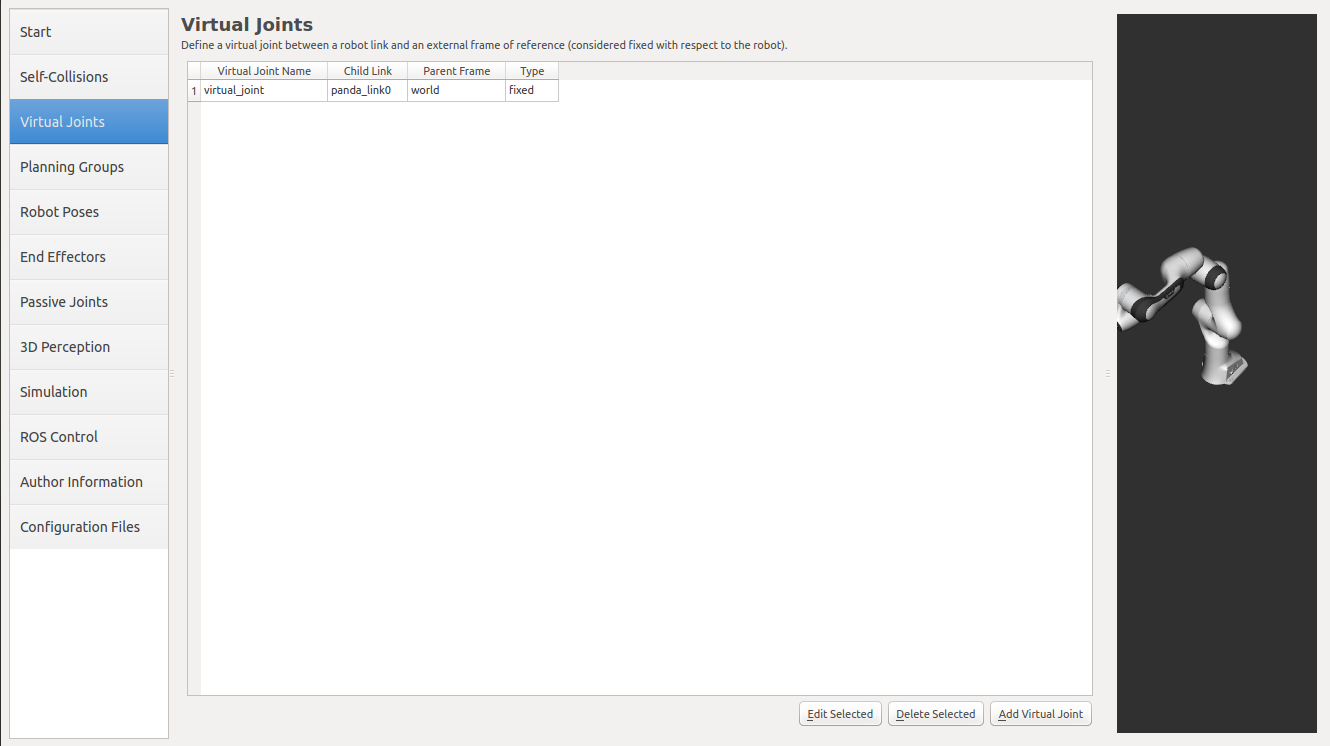 Start
Self-Collisions
Virtual Joints
Planning Groups
Robot Poses
End Effectors
Passive Joints
3D Perception
Simulation
ROS Control
Author Information
Configuration Files
Virtual Joints
Define a virtual joint between a robot link and an external frame of reference (considered fixed with respect to the robot).
Virtual Joint Name Child Link Parent Frame Type
1 virtual_joint panda_link0 world fixed
Edit Selected Delete Selected Add Virtual Joint